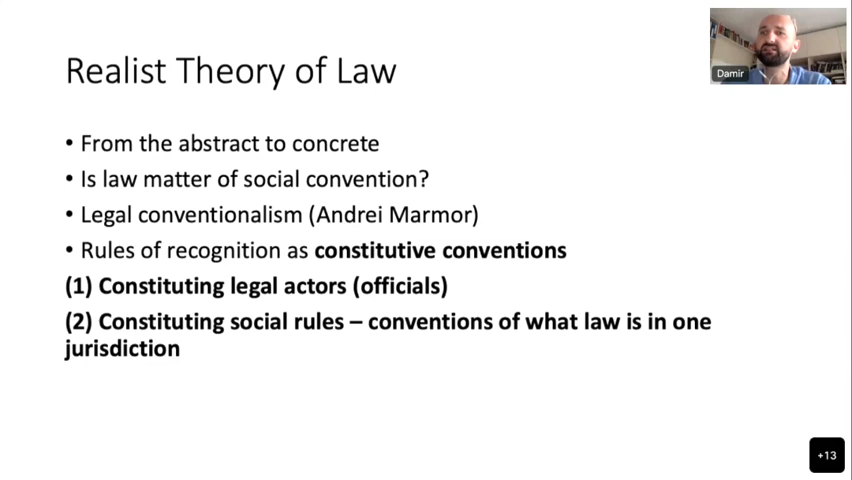 Realist Theory of Law
Damir
• From the abstract to concrete
• Is law matter of social convention?
• Legal conventionalism (Andrei Marmor)
• Rules of recognition as constitutive conventions
(1) Constituting legal actors (officials)
(2) Constituting social rules – conventions of what law is in one
jurisdiction
+13